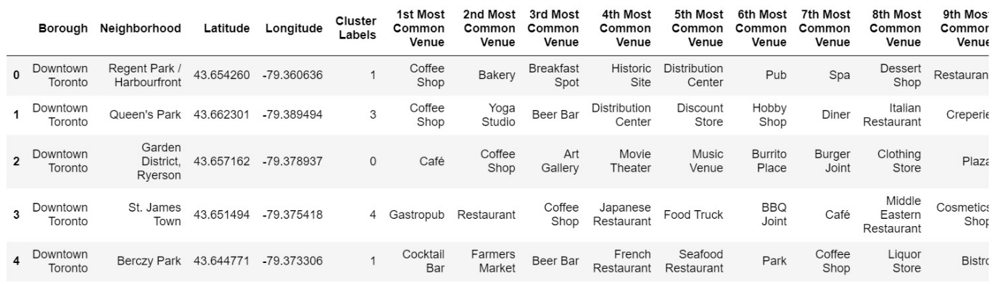 Borough Neighborhood Latitude Longitude Cluster Labels 1st Most Common Venue 2nd Most Common Venue 3rd Most Common Venue 4th Most Common Venue 5th Most Common Venue 6th Most Common Venue 7th Most Common Venue 8th Most Common Venue 9th Most Common Venue
0 Downtown Toronto Regent Park / Harbourfront 43.654260 -79.360636 1 Coffee Shop Bakery Breakfast Spot Historic Site Distribution Center Pub Spa Dessert Shop Restauran
1 Downtown Toronto Queen's Park 43.662301 -79.389494 3 Coffee Shop Yoga Studio Beer Bar Distribution Center Discount Store Hobby Shop Diner Italian Restaurant Creperie
2 Downtown Toronto Garden District, Ryerson 43.657162 -79.378937 0 Café Coffee Shop Art Gallery Movie Theater Music Venue Burrito Place Burger Joint Clothing Store Plaza
3 Downtown Toronto St. James Town 43.651494 -79.375418 4 Gastropub Restaurant Coffee Shop Japanese Restaurant Food Truck BBQ Joint Café Middle Eastern Restaurant Cosmetics Shop
4 Downtown Toronto Berczy Park 43.644771 -79.373306 1 Cocktail Bar Farmers Market Beer Bar French Restaurant Seafood Restaurant Park Coffee Shop Liquor Store Bistro